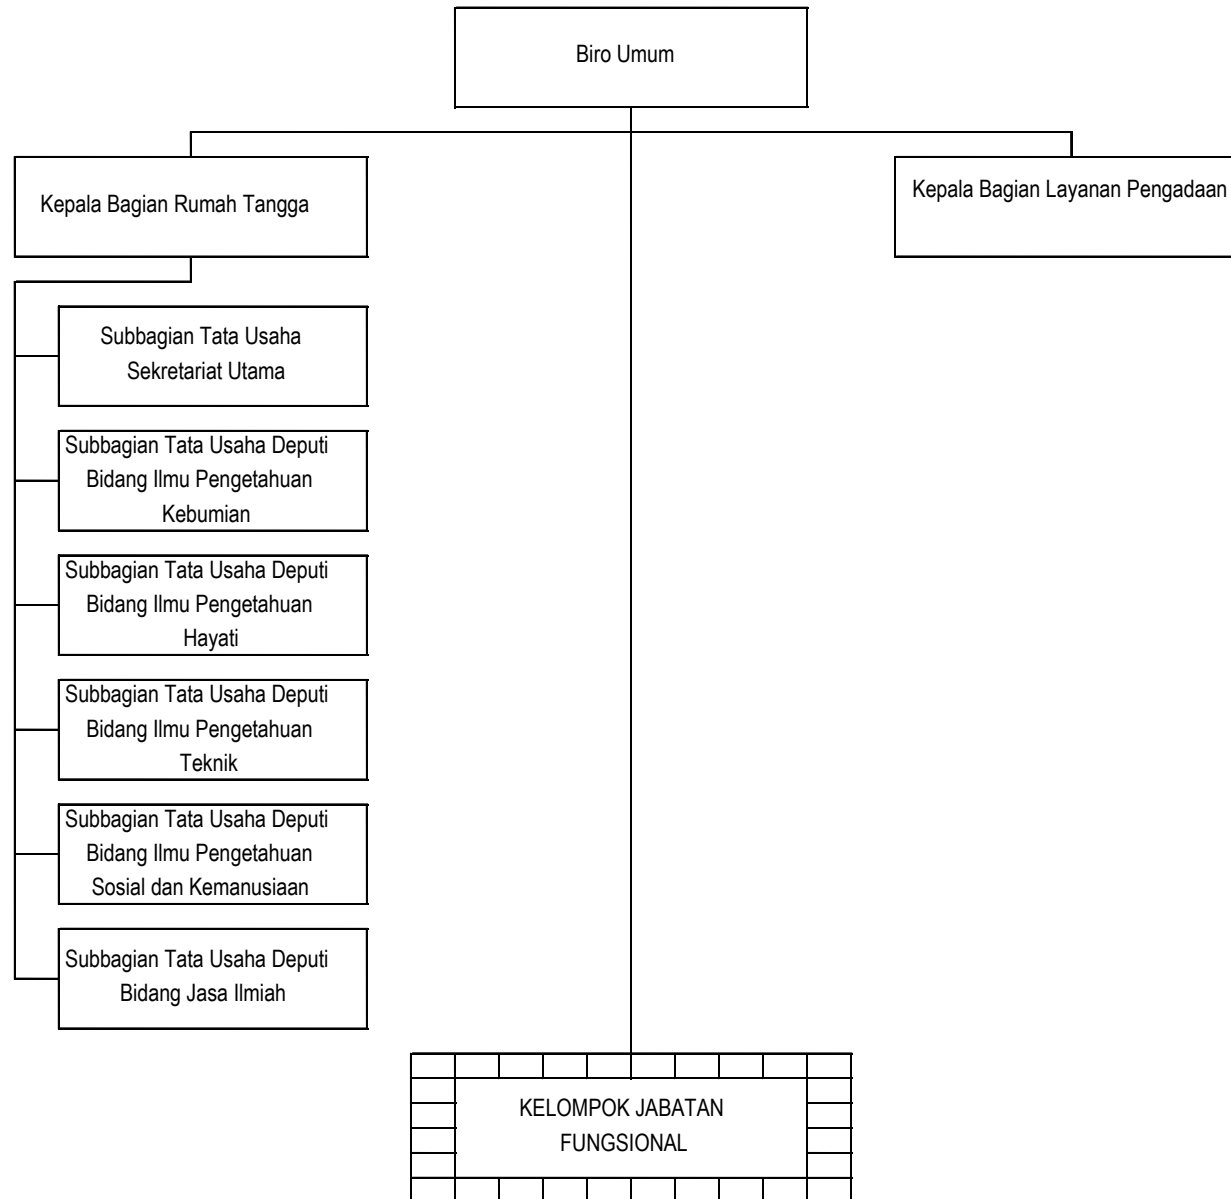 Biro Umum
Kepala Bagian Rumah Tangga
Kepala Bagian Layanan Pengadaan
Subbagian Tata Usaha
Sekretariat Utama
Subbagian Tata Usaha Deputi
Bidang Ilmu Pengetahuan
Kebumian
Subbagian Tata Usaha Deputi
Bidang Ilmu Pengetahuan
Hayati
Subbagian Tata Usaha Deputi
Bidang Ilmu Pengetahuan
Teknik
Subbagian Tata Usaha Deputi
Bidang Ilmu Pengetahuan
Sosial dan Kemanusiaan
Subbagian Tata Usaha Deputi
Bidang Jasa Ilmiah
KELOMPOK JABATAN
FUNGSIONAL